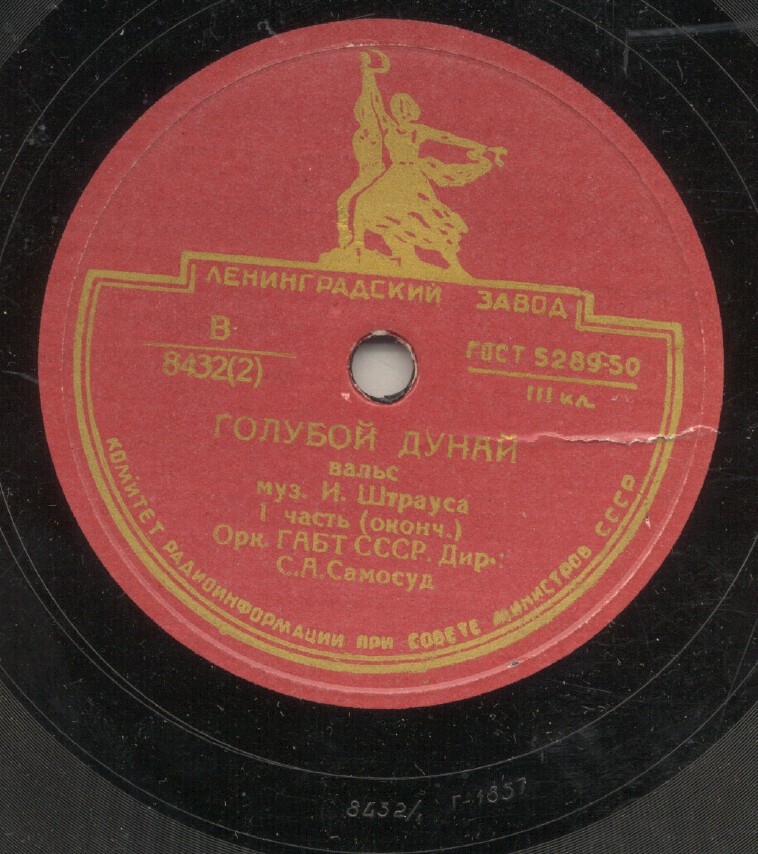 ЛЕНИНГРАДСКИЙ ЗАВОД
В
8432(2)
ГОСТ 5289-50
III кл.
ГОЛУБОЙ ДУНАЙ
вальс
муз. И. Штрауса
I часть (оконч.)
Орк. ГАБТ СССР. Дир.:
С.А.Самосуд
КОМИТЕТ РАДИОИНФОРМАЦИИ ПРИ СОВЕТЕ МИНИСТРОВ СССР
8432/1 Г-1857